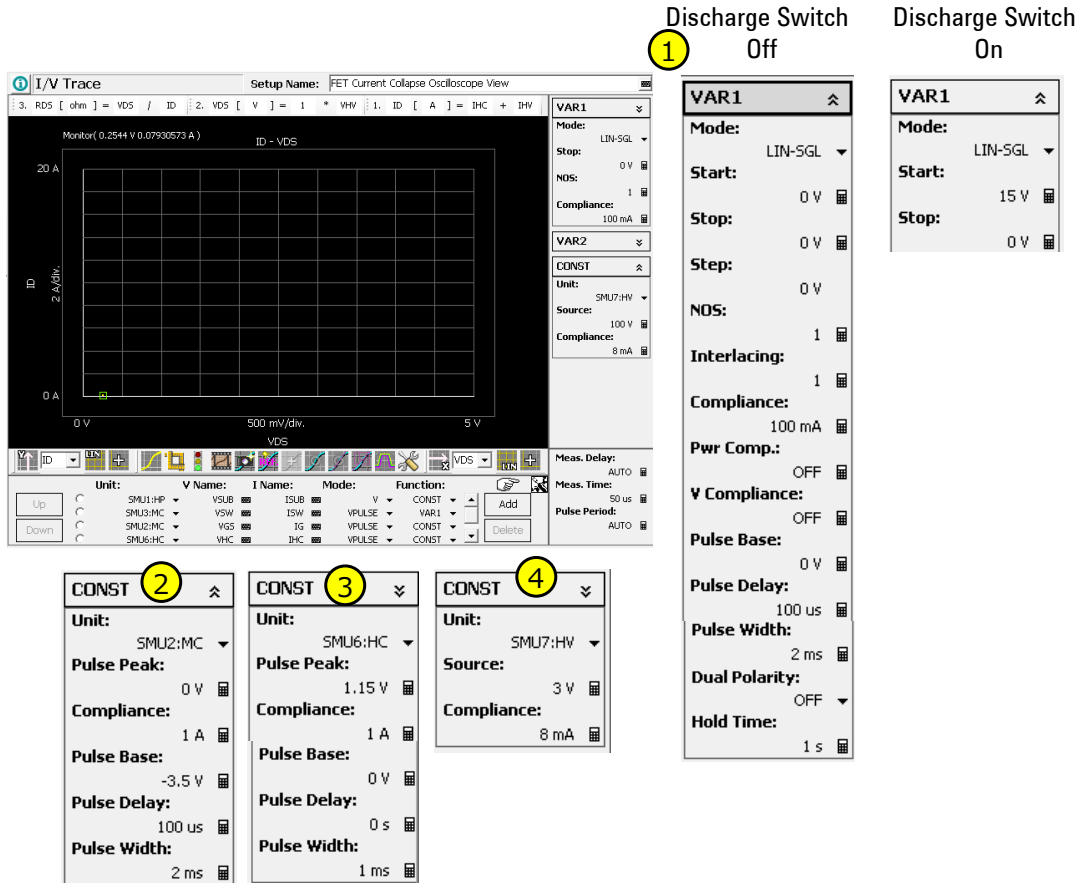 Discharge Switch
Off
Discharge Switch
On
1
I/V Trace
Setup Name: FET Current Collapse Oscilloscope View
3. RDS [ ohm ] = VDS / ID 2. VDS [ V ] = 1 * VHV 1. ID [ A ] = IHC + IHV
Monitor( 0.2544 V 0.07930573 A )
ID - VDS
20 A
ID
2 A/div.
0 A
0 V
500 mV/div.
5 V
VDS
VAR1
Mode:
LIN-SGL
Stop:
0 V
NOS:
1
Compliance:
100 mA
VAR2
CONST
Unit:
SMU7:HV
Source:
100 V
Compliance:
8 mA
Y ID LIN X VDS LIN
Meas. Delay:
AUTO
Meas. Time:
50 us
Pulse Period:
AUTO
Unit: V Name: I Name: Mode: Function:
Up
Down
SMU1:HP VSUB ISUB V CONST
SMU3:MC VSW ISW VPULSE VAR1
SMU2:MC VGS IG VPULSE CONST
SMU6:HC VHC IHC VPULSE CONST
Add
Delete
VAR1
Mode:
LIN-SGL
Start:
0 V
Stop:
0 V
Step:
0 V
NOS:
1
Interlacing:
1
Compliance:
100 mA
Pwr Comp.:
OFF
V Compliance:
OFF
Pulse Base:
0 V
Pulse Delay:
100 us
Pulse Width:
2 ms
Dual Polarity:
OFF
Hold Time:
1 s
VAR1
Mode:
LIN-SGL
Start:
15 V
Stop:
0 V
CONST 2
Unit:
SMU2:MC
Pulse Peak:
0 V
Compliance:
1 A
Pulse Base:
-3.5 V
Pulse Delay:
100 us
Pulse Width:
2 ms
CONST 3
Unit:
SMU6:HC
Pulse Peak:
1.15 V
Compliance:
1 A
Pulse Base:
0 V
Pulse Delay:
0 s
Pulse Width:
1 ms
CONST 4
Unit:
SMU7:HV
Source:
3 V
Compliance:
8 mA